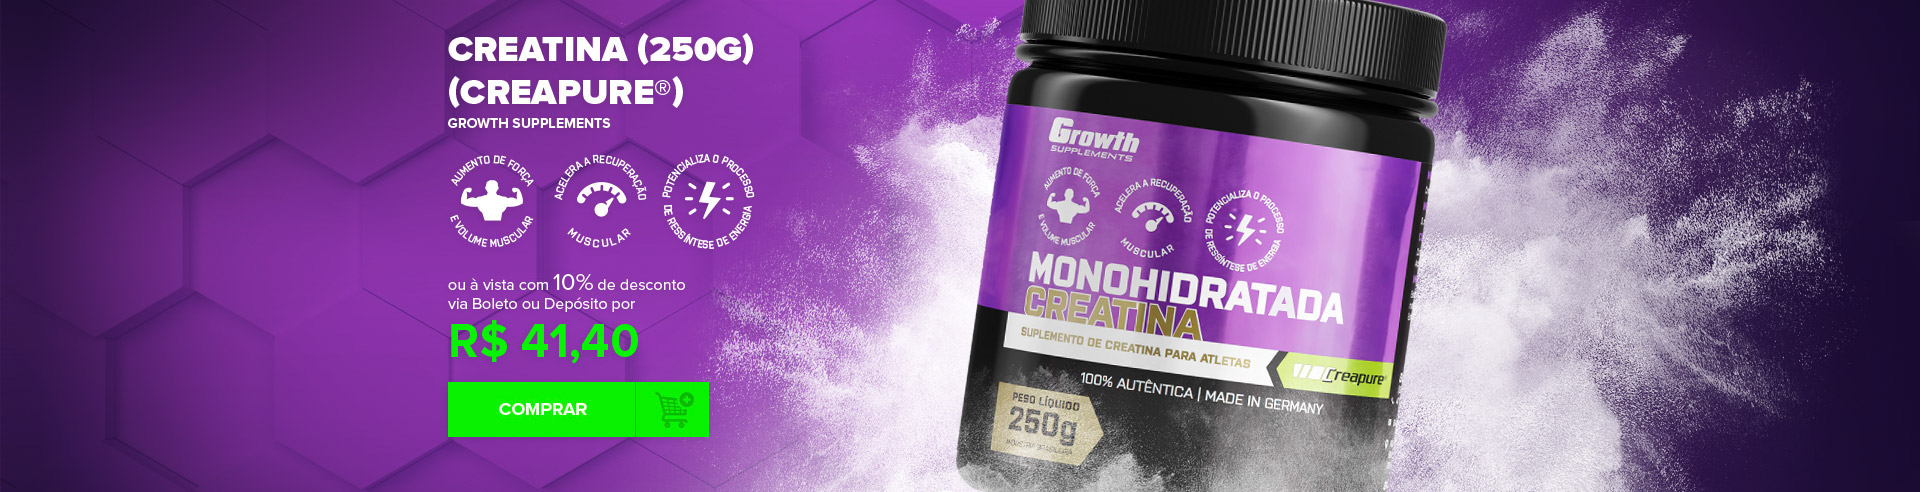 CREATINA (250G)
(CREAPURE®)
GROWTH SUPPLEMENTS
AUMENTO DE FORÇA
E VOLUME MUSCULAR
ACELERA A RECUPERAÇÃO
MUSCULAR
POTENCIALIZA O PROCESSO
DE RESSÍNTESE DE ENERGIA
ou à vista com 10% de desconto
via Boleto ou Depósito por
R$ 41,40
COMPRAR
Growth
SUPPLEMENTS
AUMENTO DE FORÇA
E VOLUME MUSCULAR
ACELERA A RECUPERAÇÃO
MUSCULAR
POTENCIALIZA O PROCESSO
DE RESSÍNTESE DE ENERGIA
MONOHIDRATADA
CREATINA
SUPLEMENTO DE CREATINA PARA ATLETAS
Creapure®
100% AUTÊNTICA | MADE IN GERMANY
PESO LÍQUIDO
250g
INDÚSTRIA BRASILEIRA